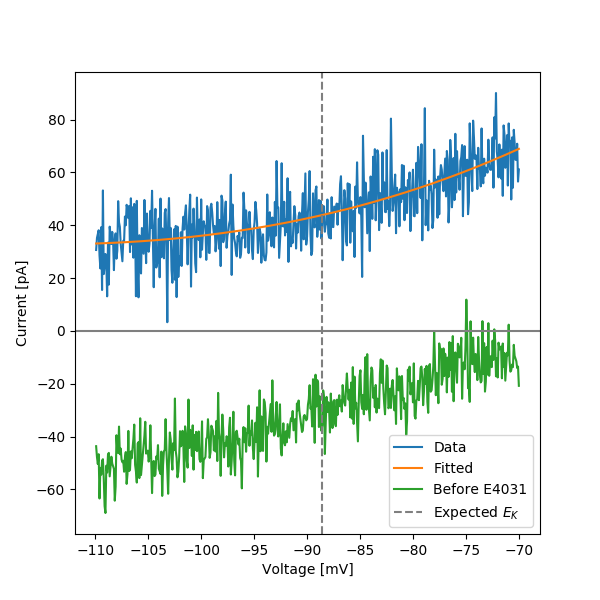 80
60
40
20
0
−20
−40
−60
Current [pA]
Data
Fitted
Before E4031
Expected E_K
−110 −105 −100 −95 −90 −85 −80 −75 −70
Voltage [mV]